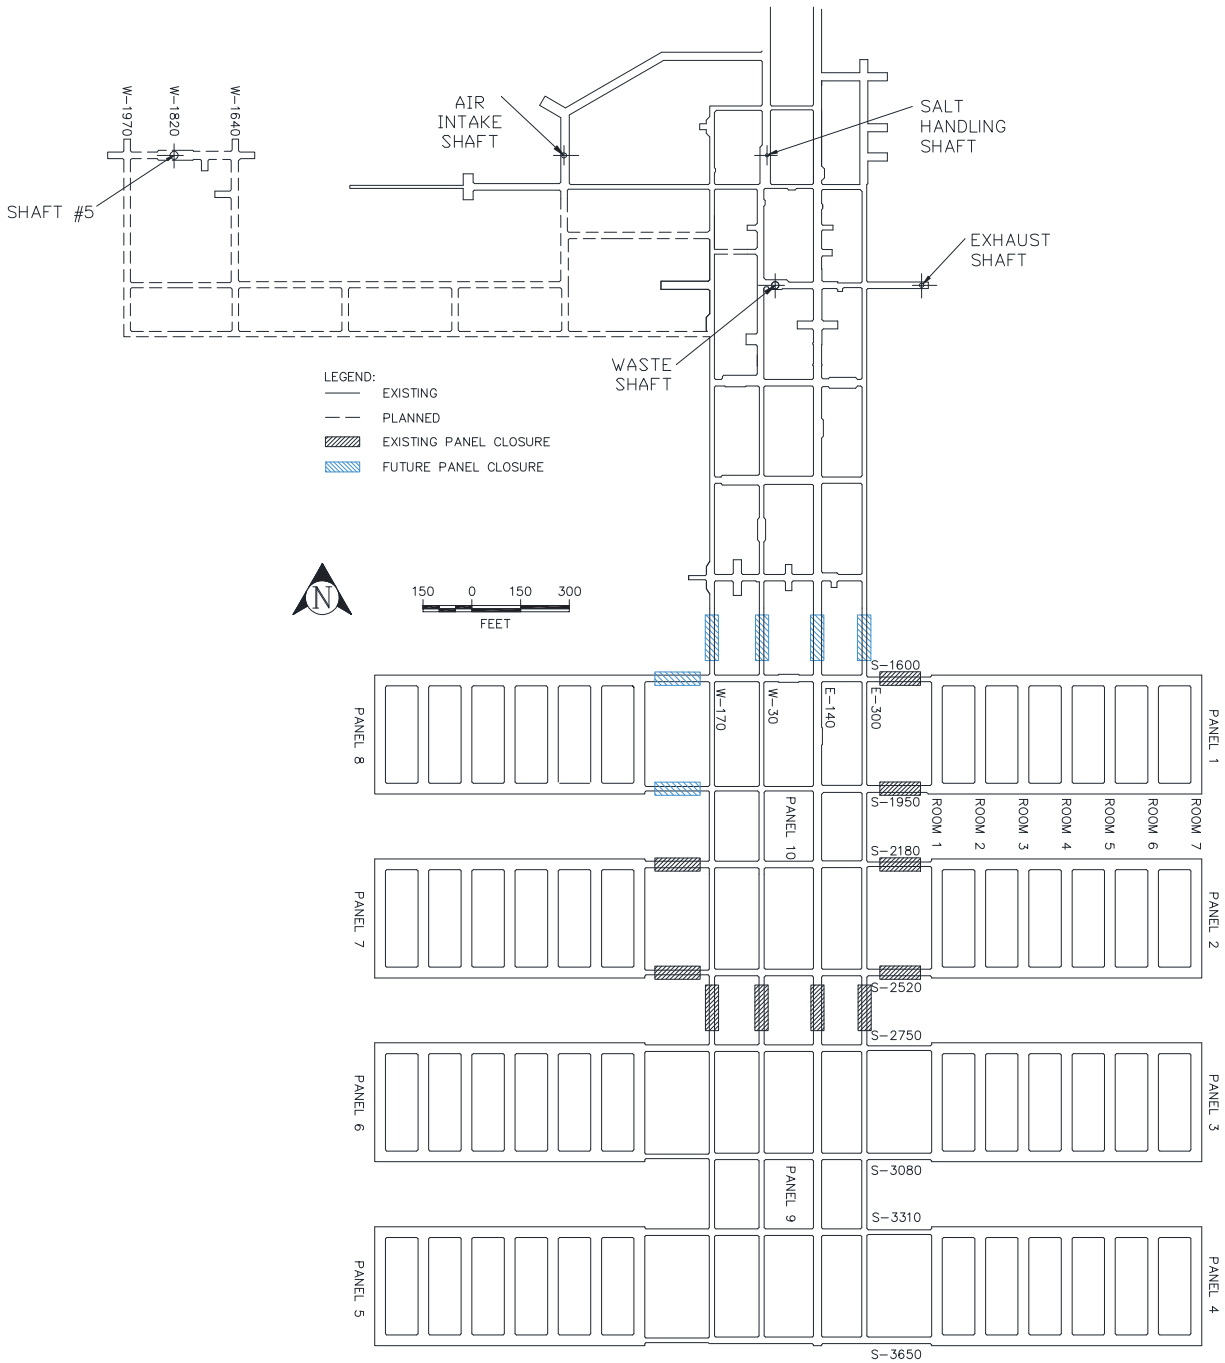 W-1970
W-1820
W-1640
AIR
INTAKE
SHAFT
SALT
HANDLING
SHAFT
SHAFT #5
EXHAUST
SHAFT
WASTE
SHAFT
LEGEND:
EXISTING
PLANNED
EXISTING PANEL CLOSURE
FUTURE PANEL CLOSURE
N
150 0 150 300
FEET
S-1600
W-170
W-30
E-140
E-300
PANEL 8
PANEL 1
S-1950
PANEL 10
ROOM 1
ROOM 2
ROOM 3
ROOM 4
ROOM 5
ROOM 6
ROOM 7
S-2180
PANEL 7
PANEL 2
S-2520
S-2750
PANEL 6
PANEL 3
S-3080
PANEL 9
S-3310
PANEL 5
PANEL 4
S-3650